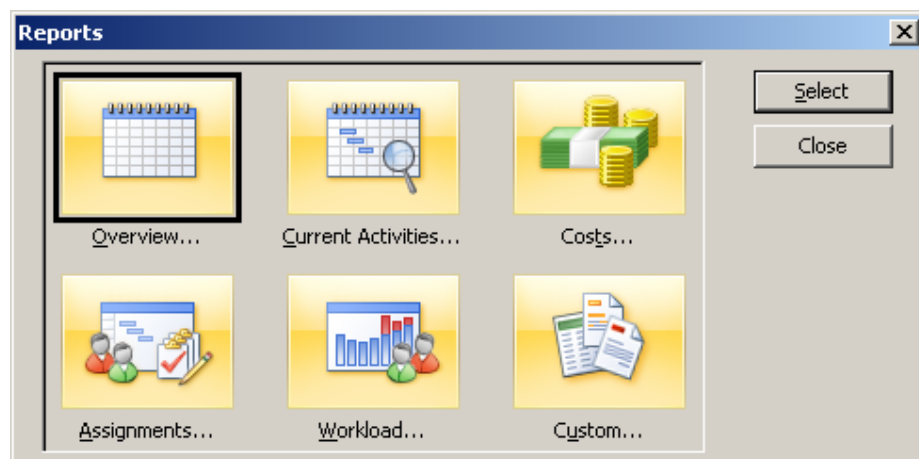 Reports
Select
Close
Overview...
Current Activities...
Costs...
Assignments...
Workload...
Custom...